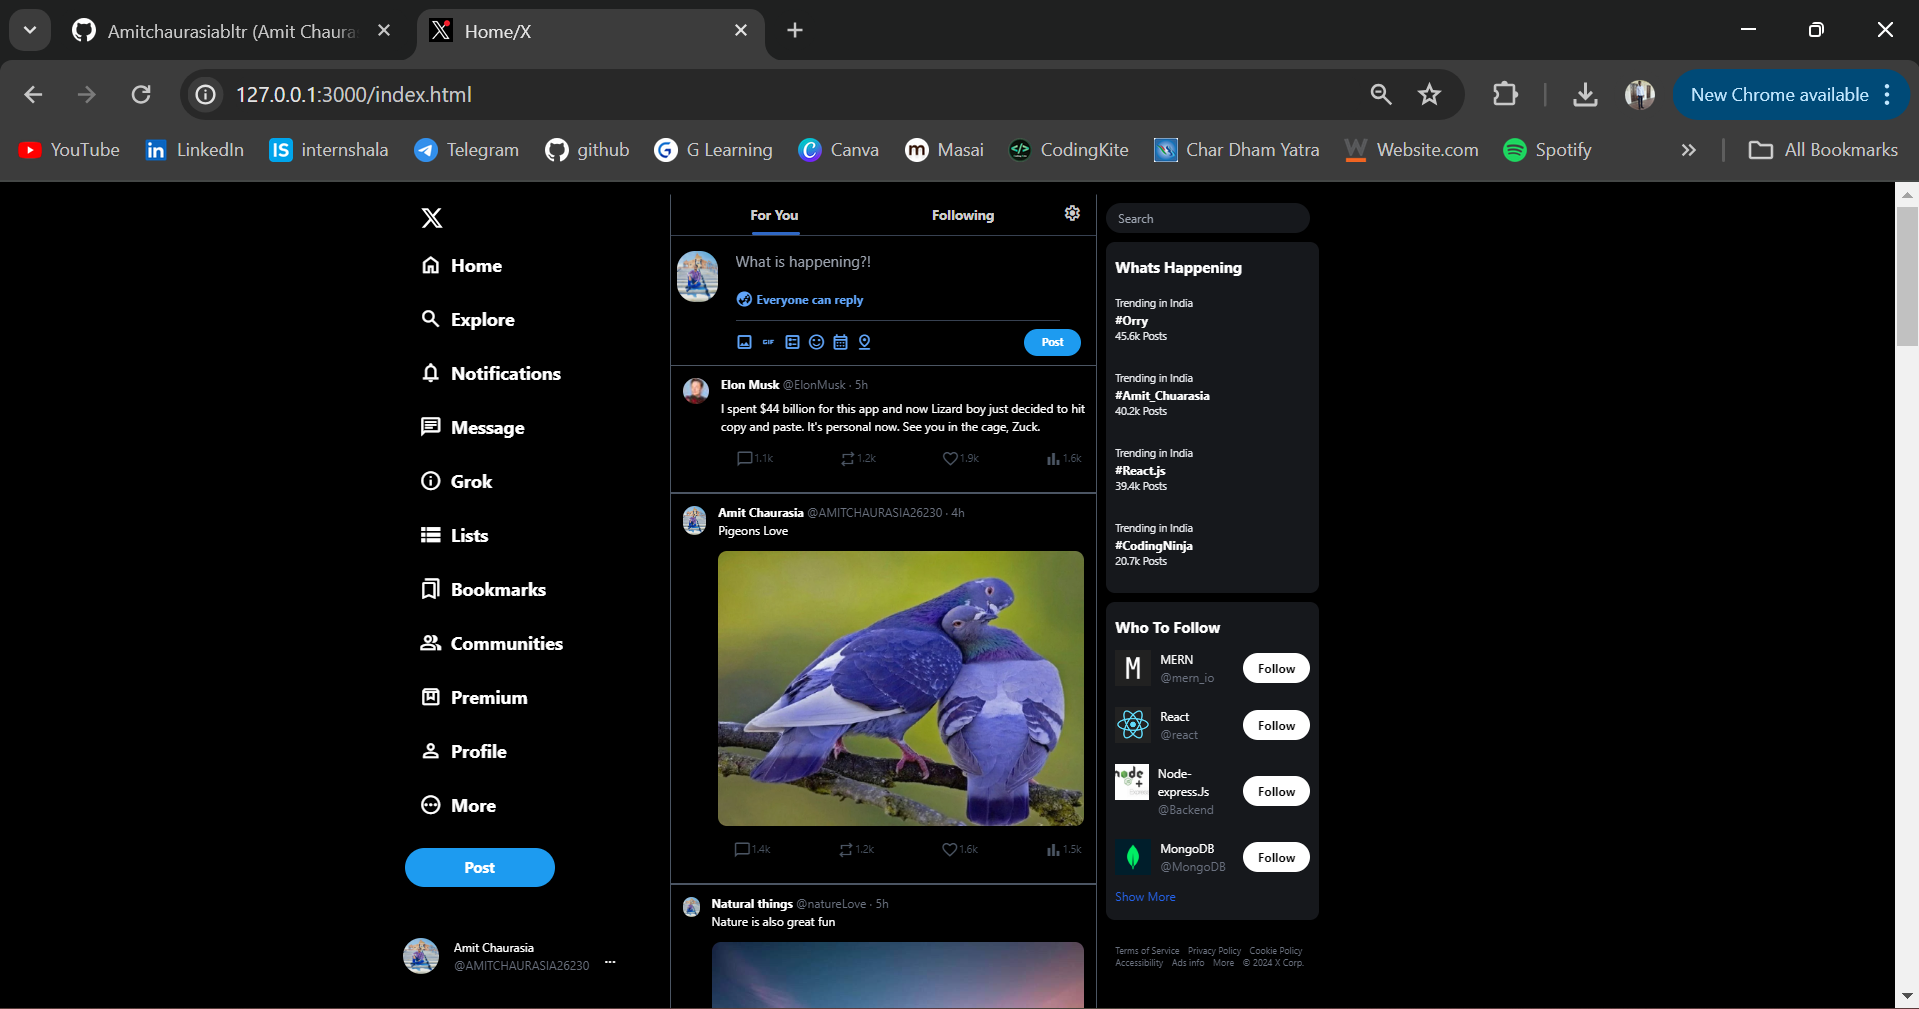 Amitchaurasiabltr (Amit Chaura
Home/X
127.0.0.1:3000/index.html
New Chrome available
YouTube
LinkedIn
IS internshala
Telegram
github
G Learning
Canva
Masai
CodingKite
Char Dham Yatra
Website.com
Spotify
All Bookmarks
Home
Explore
Notifications
Message
Grok
Lists
Bookmarks
Communities
Premium
Profile
More
Post
Amit Chaurasia
@AMITCHAURASIA26230
...
For You
Following
What is happening?!
Everyone can reply
GIF
Post
Elon Musk @ElonMusk · 5h
I spent $44 billion for this app and now Lizard boy just decided to hit
copy and paste. It's personal now. See you in the cage, Zuck.
1.1k 1.2k 1.9k 1.6k
Amit Chaurasia @AMITCHAURASIA26230 · 4h
Pigeons Love
1.4k 1.2k 1.6k 1.5k
Natural things @natureLove · 5h
Nature is also great fun
Search
Whats Happening
Trending in India
#Orry
45.6k Posts
Trending in India
#Amit_Chuarasia
40.2k Posts
Trending in India
#React.js
39.4k Posts
Trending in India
#CodingNinja
20.7k Posts
Who To Follow
M
MERN
@mern_io
Follow
React
@react
Follow
node
+
Node-
express.Js
@Backend
Follow
MongoDB
@MongoDB
Follow
Show More
Terms of Service Privacy Policy Cookie Policy
Accessibility Ads info More © 2024 X Corp.